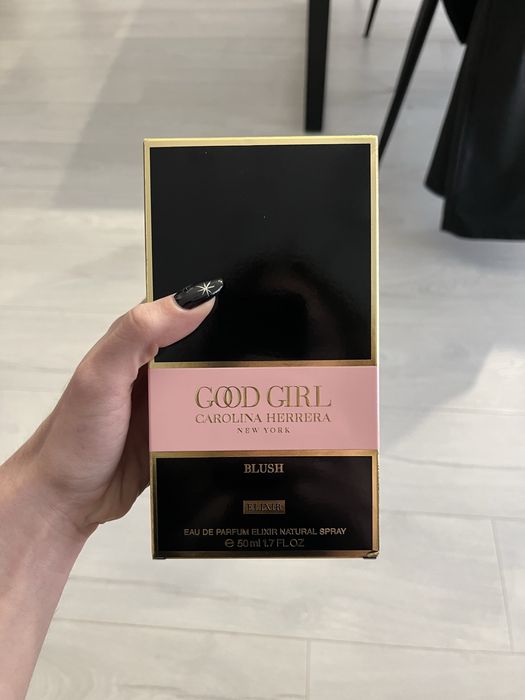 GOOD GIRL
CAROLINA HERRERA
NEW YORK
BLUSH
ELIXIR
EAU DE PARFUM ELIXIR NATURAL SPRAY
℮ 50 ml 1.7 FL.OZ